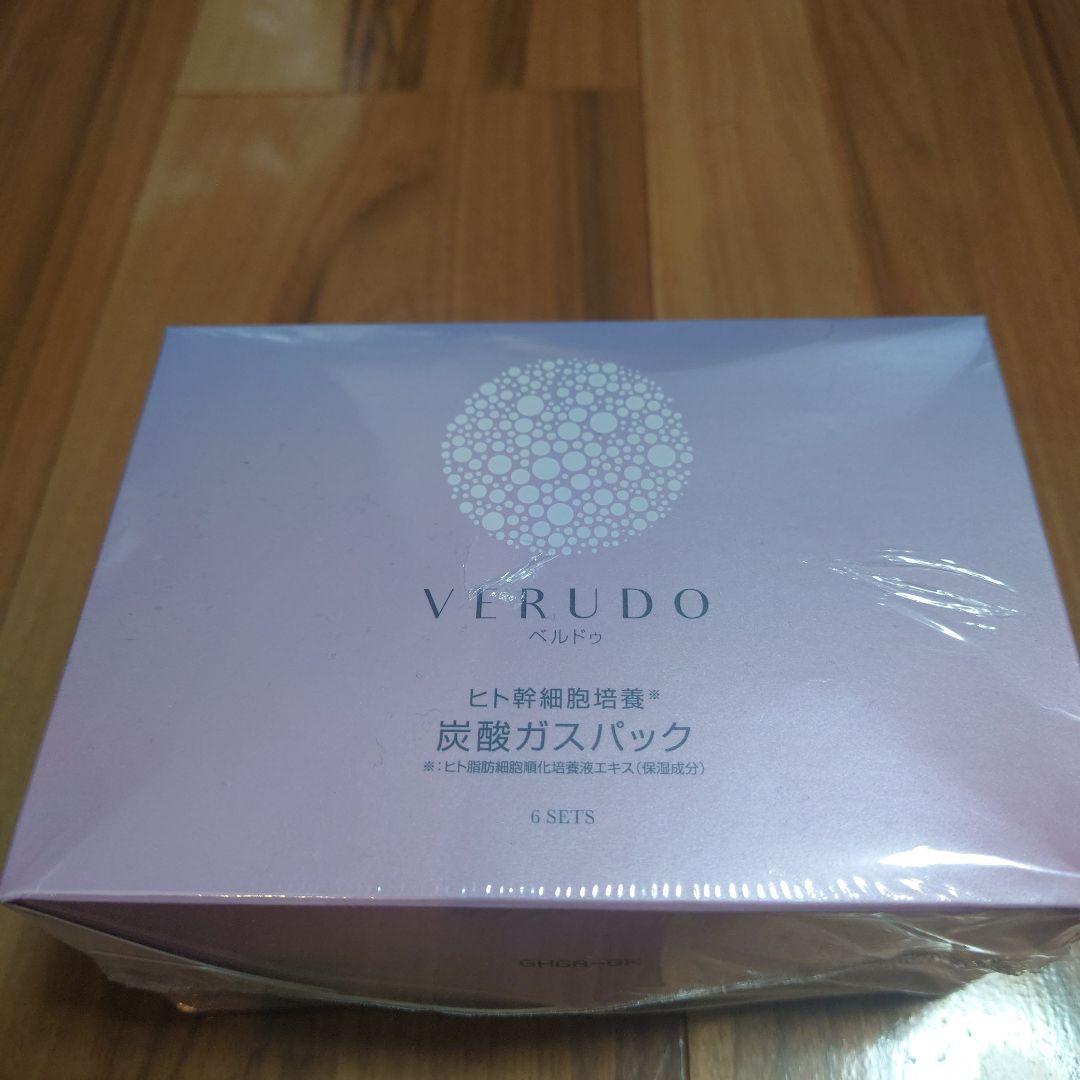 VERUDO
ベルドゥ
ヒト幹細胞培養※
炭酸ガスパック
※:ヒト脂肪細胞順化培養液エキス(保湿成分)
6 SETS